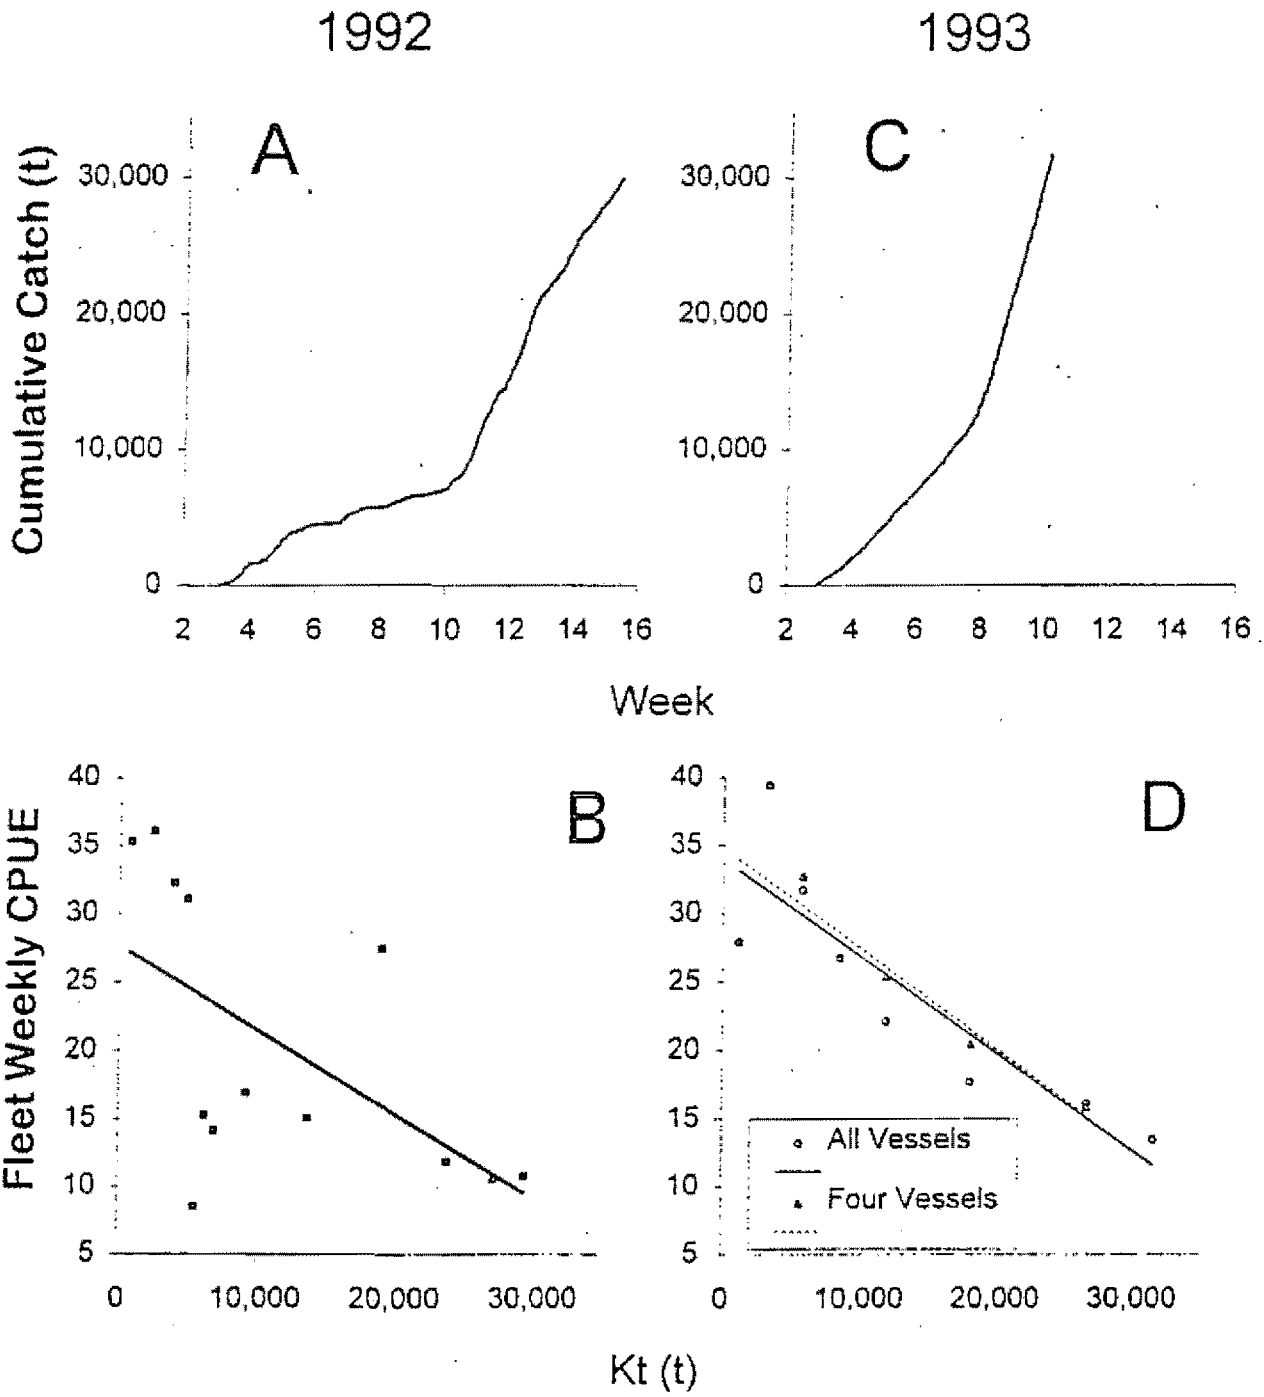 1992
1993
A
C
Cumulative Catch (t)
30,000
20,000
10,000
0
30,000
20,000
10,000
0
2 4 6 8 10 12 14 16
2 4 6 8 10 12 14 16
Week
B
D
Fleet Weekly CPUE
40
35
30
25
20
15
10
5
40
35
30
25
20
15
10
5
All Vessels
Four Vessels
0 10,000 20,000 30,000
0 10,000 20,000 30,000
Kt (t)